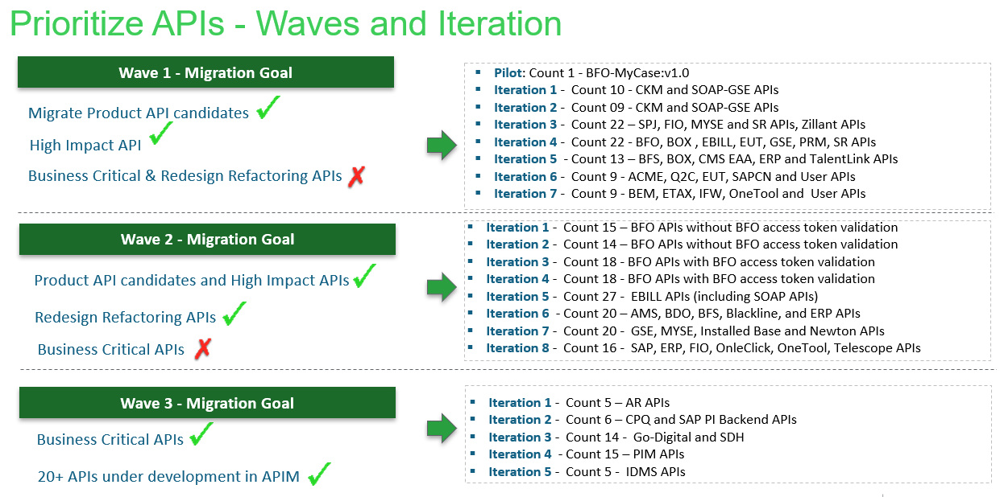 Prioritize APIs - Waves and Iteration
Wave 1 - Migration Goal
Migrate Product API candidates
High Impact API
Business Critical & Redesign Refactoring APIs
Pilot: Count 1 - BFO-MyCase:v1.0
Iteration 1 - Count 10 - CKM and SOAP-GSE APIs
Iteration 2 - Count 09 - CKM and SOAP-GSE APIs
Iteration 3 - Count 22 – SPJ, FIO, MYSE and SR APIs, Zillant APIs
Iteration 4 - Count 22 - BFO, BOX , EBILL, EUT, GSE, PRM, SR APIs
Iteration 5 - Count 13 - BFS, BOX, CMS EAA, ERP and TalentLink APIs
Iteration 6 - Count 9 - ACME, Q2C, EUT, SAPCN and User APIs
Iteration 7 - Count 9 - BEM, ETAX, IFW, OneTool and User APIs
Wave 2 - Migration Goal
Product API candidates and High Impact APIs
Redesign Refactoring APIs
Business Critical APIs
Iteration 1 - Count 15 – BFO APIs without BFO access token validation
Iteration 2 - Count 14 – BFO APIs without BFO access token validation
Iteration 3 - Count 18 - BFO APIs with BFO access token validation
Iteration 4 - Count 18 - BFO APIs with BFO access token validation
Iteration 5 - Count 27 - EBILL APIs (including SOAP APIs)
Iteration 6 - Count 20 – AMS, BDO, BFS, Blackline, and ERP APIs
Iteration 7 - Count 20 - GSE, MYSE, Installed Base and Newton APIs
Iteration 8 - Count 16 - SAP, ERP, FIO, OnleClick, OneTool, Telescope APIs
Wave 3 - Migration Goal
Business Critical APIs
20+ APIs under development in APIM
Iteration 1 - Count 5 – AR APIs
Iteration 2 - Count 6 – CPQ and SAP PI Backend APIs
Iteration 3 - Count 14 - Go-Digital and SDH
Iteration 4 - Count 15 – PIM APIs
Iteration 5 - Count 5 - IDMS APIs